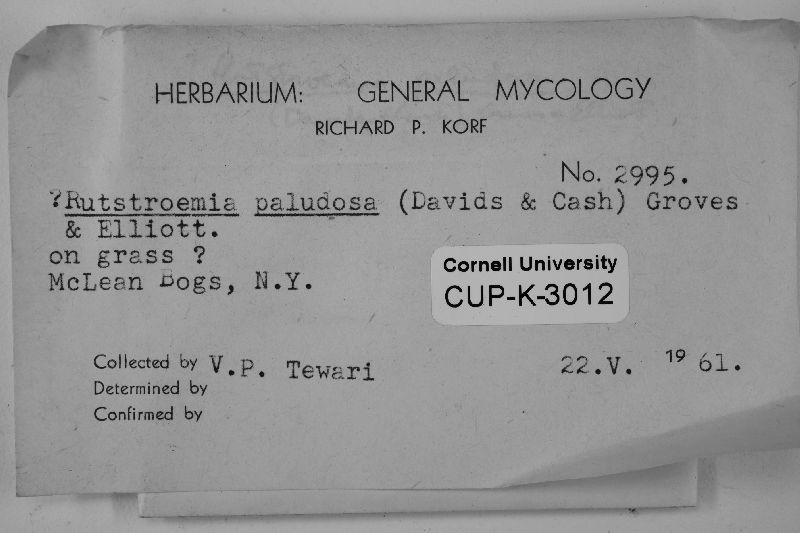 HERBARIUM: GENERAL MYCOLOGY
RICHARD P. KORF
No. 2995.
?Rutstroemia paludosa (Davids & Cash) Groves
& Elliott.
on grass ?
McLean Bogs, N.Y.
Cornell University
CUP-K-3012
Collected by V.P. Tewari 22.V. 19 61.
Determined by
Confirmed by